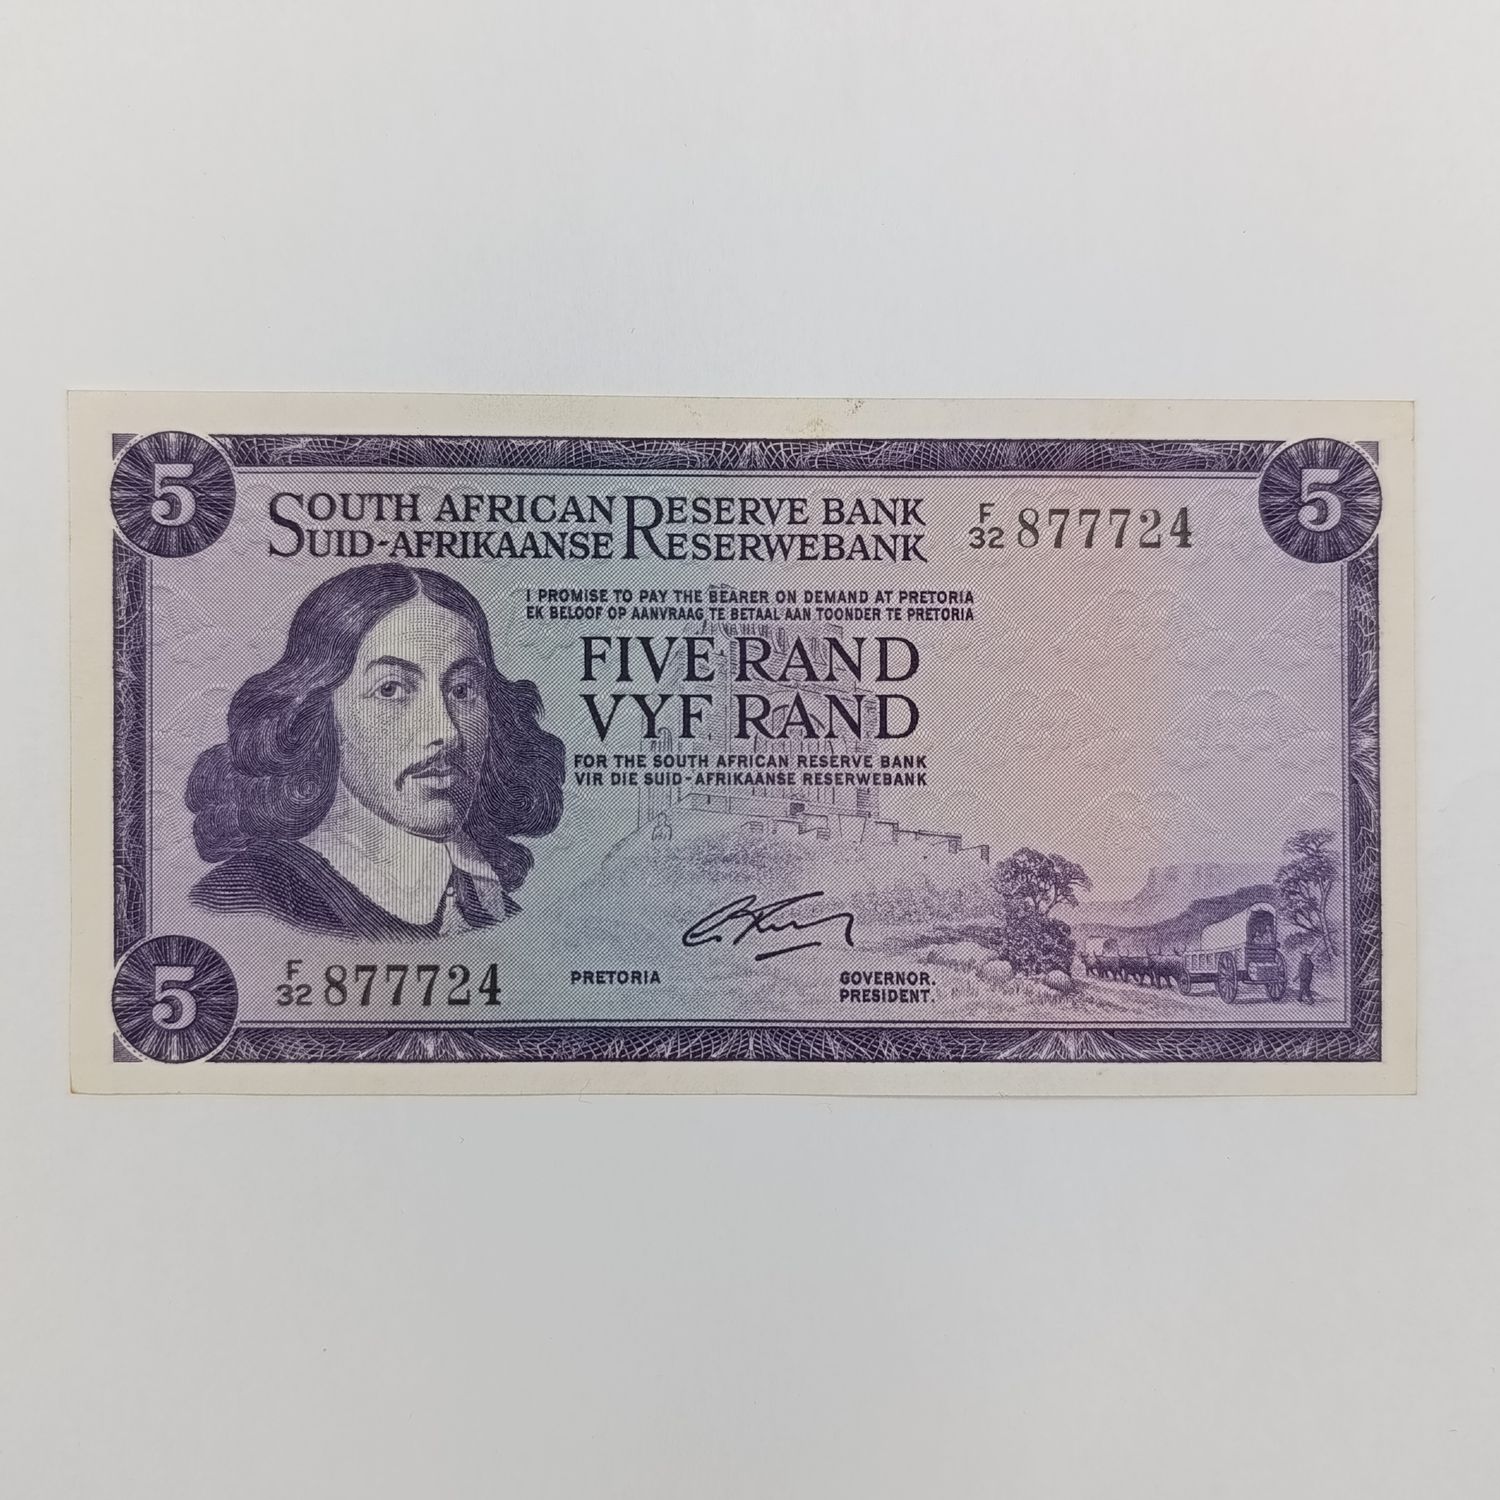 5
5
SOUTH AFRICAN RESERVE BANK
SUID-AFRIKAANSE RESERWEBANK
F/32 877724
I PROMISE TO PAY THE BEARER ON DEMAND AT PRETORIA
EK BELOOF OP AANVRAAG TE BETAAL AAN TOONDER TE PRETORIA
FIVE RAND
VYF RAND
FOR THE SOUTH AFRICAN RESERVE BANK
VIR DIE SUID-AFRIKAANSE RESERWEBANK
5
F/32 877724
PRETORIA
GOVERNOR.
PRESIDENT.